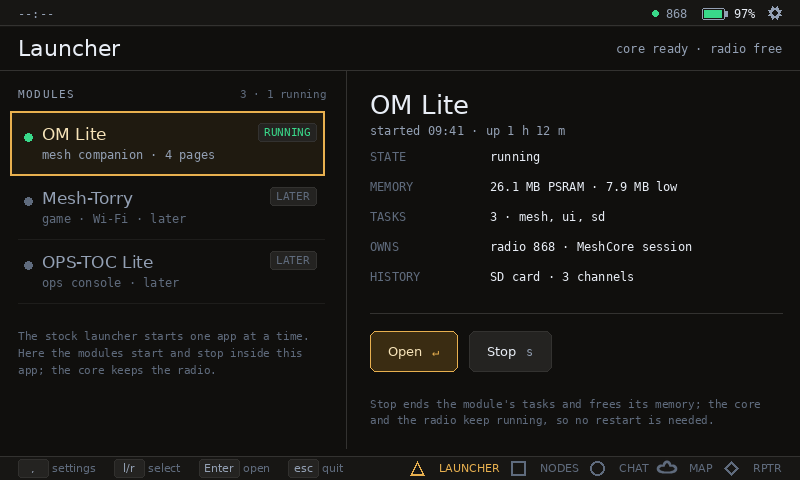 --:--
868 97%
Launcher
core ready · radio free
MODULES
3 · 1 running
OM Lite
RUNNING
mesh companion · 4 pages
Mesh-Torry
LATER
game · Wi-Fi · later
OPS-TOC Lite
LATER
ops console · later
The stock launcher starts one app at a time.
Here the modules start and stop inside this
app; the core keeps the radio.
OM Lite
started 09:41 · up 1 h 12 m
STATE running
MEMORY 26.1 MB PSRAM · 7.9 MB low
TASKS 3 · mesh, ui, sd
OWNS radio 868 · MeshCore session
HISTORY SD card · 3 channels
Open ↵
Stop s
Stop ends the module's tasks and frees its memory; the core
and the radio keep running, so no restart is needed.
. settings l/r select Enter open esc quit
LAUNCHER NODES CHAT MAP RPTR